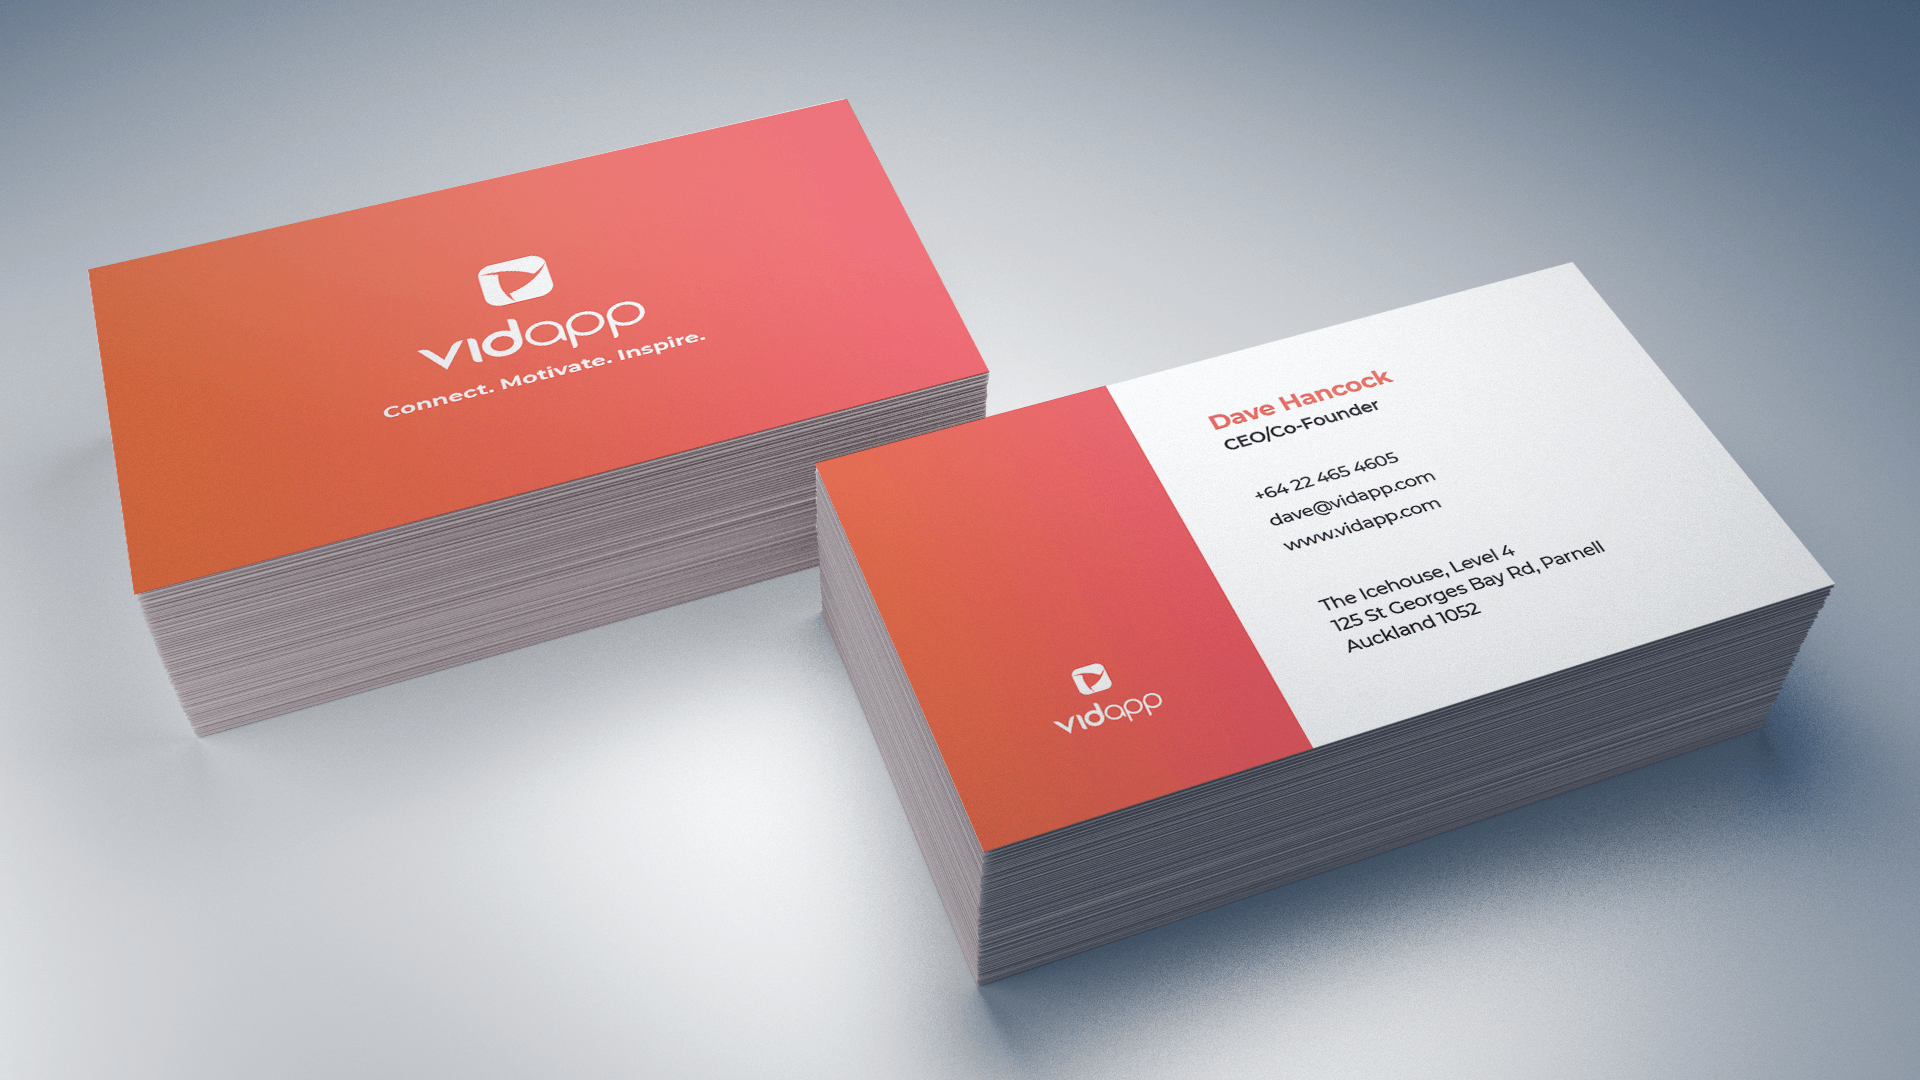 vidapp
Connect. Motivate. Inspire.
Dave Hancock
CEO/Co-Founder
+64 22 465 4605
dave@vidapp.com
www.vidapp.com
The Icehouse, Level 4
125 St Georges Bay Rd, Parnell
Auckland 1052
vidapp